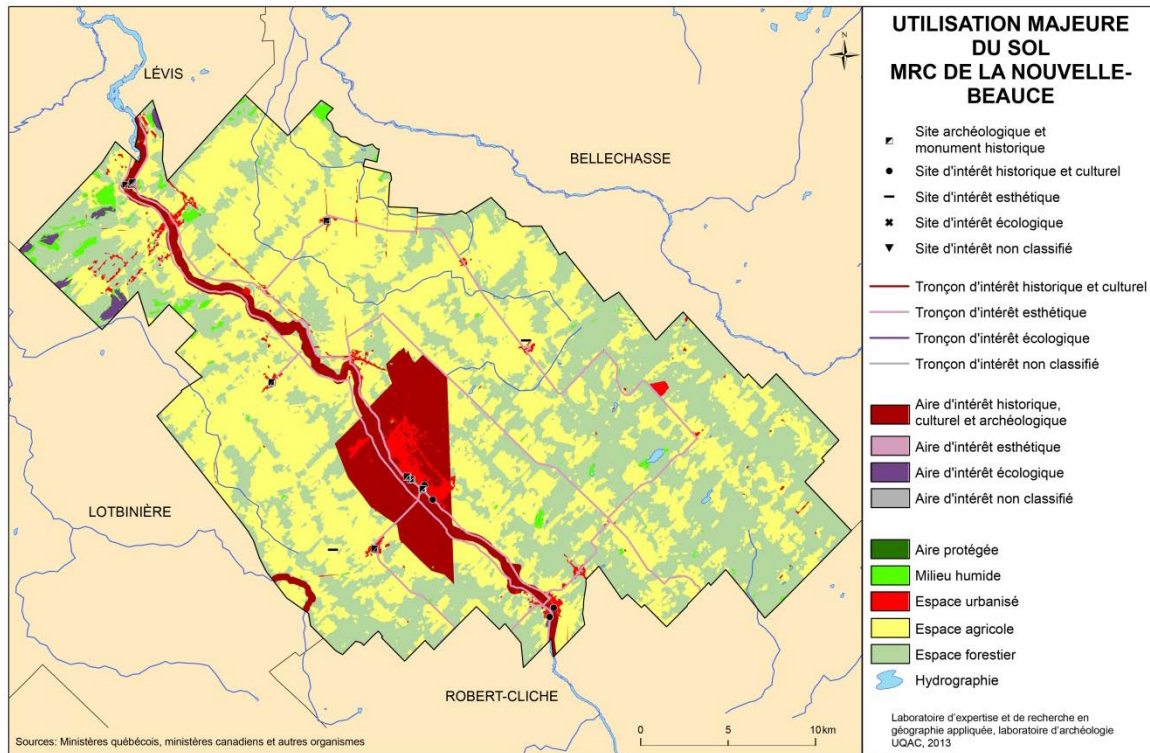 UTILISATION MAJEURE
DU SOL
MRC DE LA NOUVELLE-
BEAUCE
N
LÉVIS
BELLECHASSE
LOTBINIÈRE
ROBERT-CLICHE
Site archéologique et
monument historique
Site d'intérêt historique et culturel
Site d'intérêt esthétique
Site d'intérêt écologique
Site d'intérêt non classifié
Tronçon d'intérêt historique et culturel
Tronçon d'intérêt esthétique
Tronçon d'intérêt écologique
Tronçon d'intérêt non classifié
Aire d'intérêt historique,
culturel et archéologique
Aire d'intérêt esthétique
Aire d'intérêt écologique
Aire d'intérêt non classifié
Aire protégée
Milieu humide
Espace urbanisé
Espace agricole
Espace forestier
Hydrographie
0 5 10km
Sources: Ministères québécois, ministères canadiens et autres organismes
Laboratoire d'expertise et de recherche en
géographie appliquée, laboratoire d'archéologie
UQAC, 2013